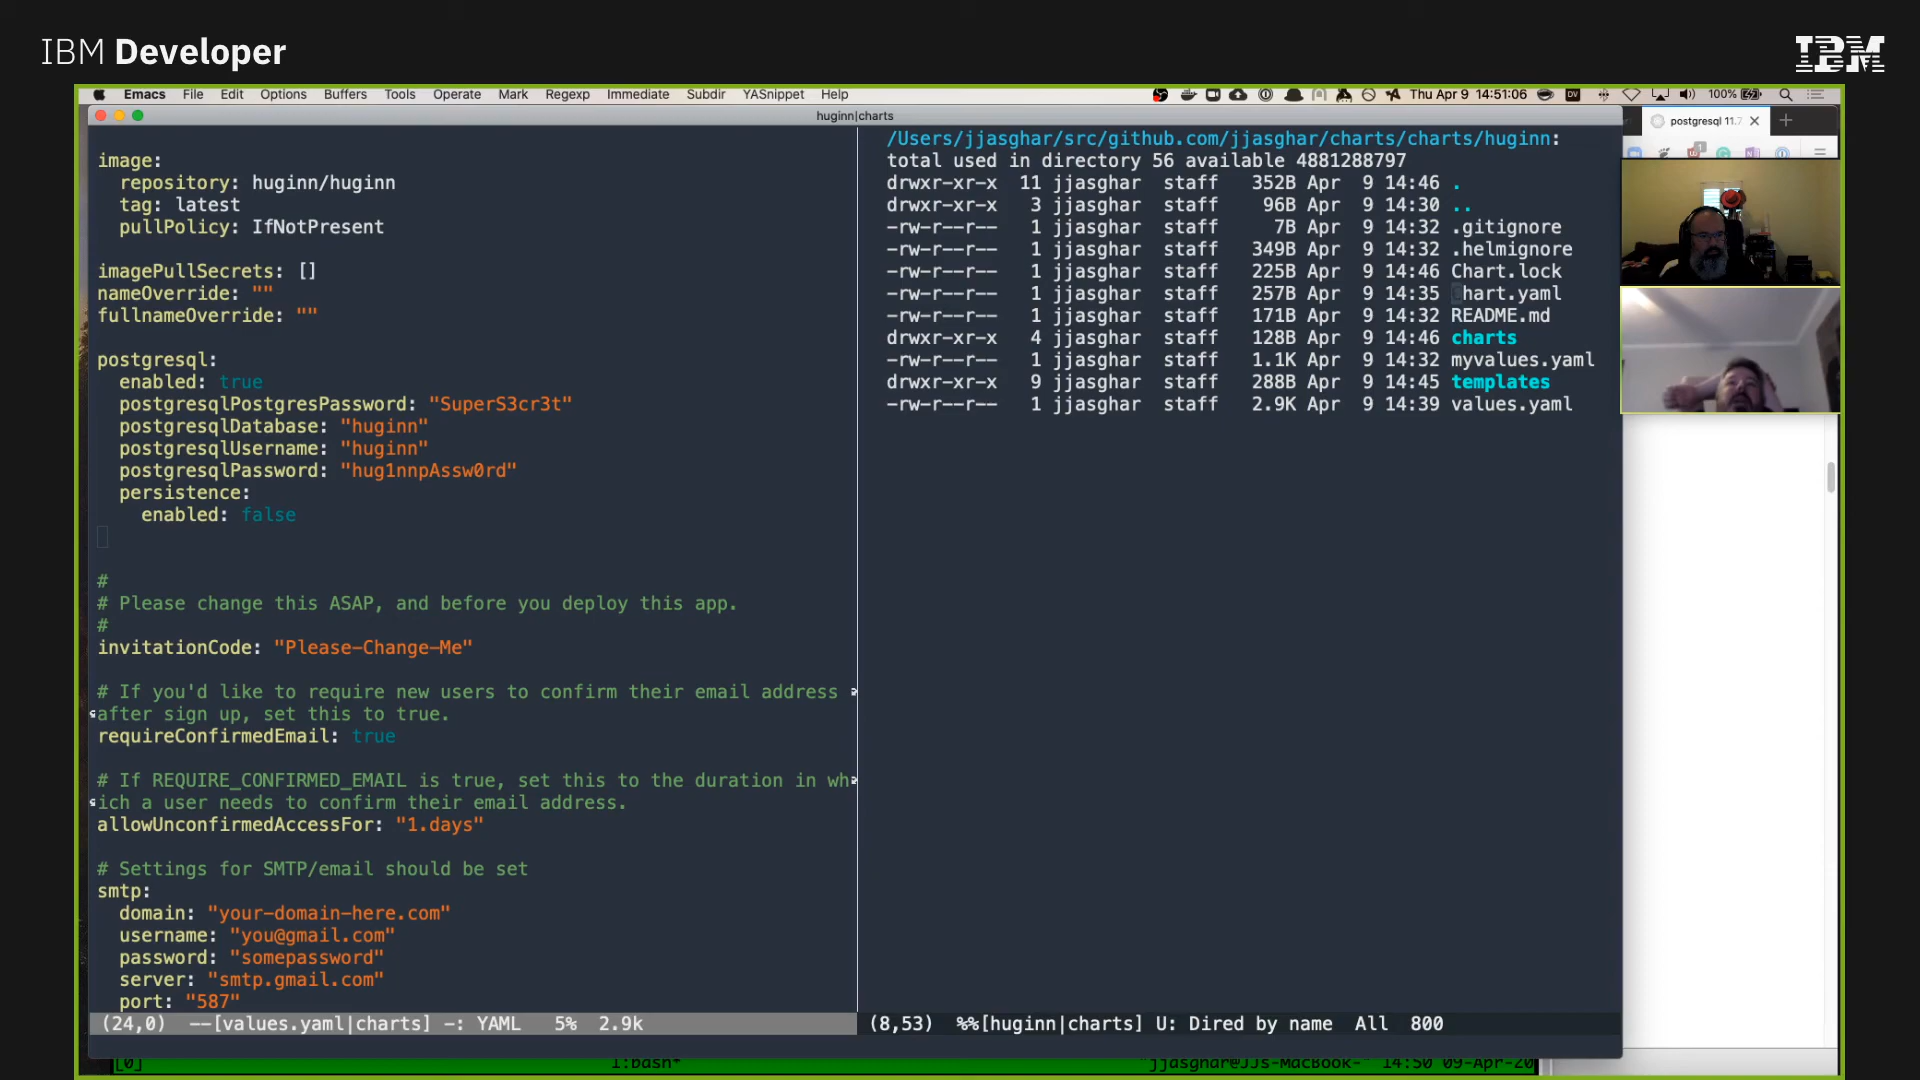 IBM Developer
IBM
Emacs File Edit Options Buffers Tools Operate Mark Regexp Immediate Subdir YASnippet Help
Thu Apr 9 14:51:06
100%
huginn|charts
postgresql 11.7
image:
repository: huginn/huginn
tag: latest
pullPolicy: IfNotPresent
imagePullSecrets: []
nameOverride: ""
fullnameOverride: ""
postgresql:
enabled: true
postgresqlPostgresPassword: "SuperS3cr3t"
postgresqlDatabase: "huginn"
postgresqlUsername: "huginn"
postgresqlPassword: "hug1nnpAssw0rd"
persistence:
enabled: false
#
# Please change this ASAP, and before you deploy this app.
#
invitationCode: "Please-Change-Me"
# If you'd like to require new users to confirm their email address
after sign up, set this to true.
requireConfirmedEmail: true
# If REQUIRE_CONFIRMED_EMAIL is true, set this to the duration in wh
ich a user needs to confirm their email address.
allowUnconfirmedAccessFor: "1.days"
# Settings for SMTP/email should be set
smtp:
domain: "your-domain-here.com"
username: "you@gmail.com"
password: "somepassword"
server: "smtp.gmail.com"
port: "587"
(24,0) --[values.yaml|charts] -: YAML 5% 2.9k
/Users/jjasghar/src/github.com/jjasghar/charts/charts/huginn:
total used in directory 56 available 4881288797
drwxr-xr-x 11 jjasghar staff 352B Apr 9 14:46 .
drwxr-xr-x 3 jjasghar staff 96B Apr 9 14:30 ..
-rw-r--r-- 1 jjasghar staff 7B Apr 9 14:32 .gitignore
-rw-r--r-- 1 jjasghar staff 349B Apr 9 14:32 .helmignore
-rw-r--r-- 1 jjasghar staff 225B Apr 9 14:46 Chart.lock
-rw-r--r-- 1 jjasghar staff 257B Apr 9 14:35 Chart.yaml
-rw-r--r-- 1 jjasghar staff 171B Apr 9 14:32 README.md
drwxr-xr-x 4 jjasghar staff 128B Apr 9 14:46 charts
-rw-r--r-- 1 jjasghar staff 1.1K Apr 9 14:32 myvalues.yaml
drwxr-xr-x 9 jjasghar staff 288B Apr 9 14:45 templates
-rw-r--r-- 1 jjasghar staff 2.9K Apr 9 14:39 values.yaml
(8,53) %%[huginn|charts] U: Dired by name All 800
[0] 1:bash* "jjasghar@JJs-MacBook-" 14:50 09-Apr-20